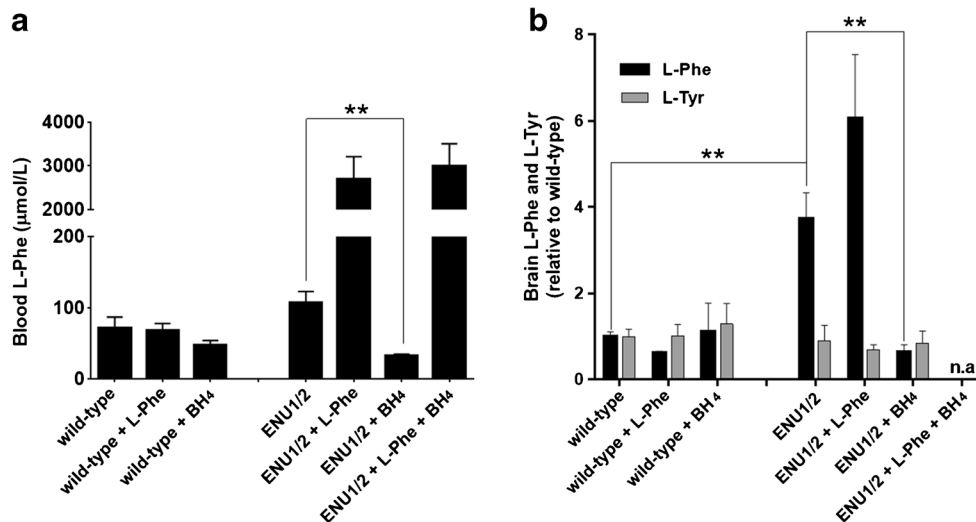 a
Blood L-Phe (µmol/L)
4000
3000
2000
200
100
0
**
wild-type
wild-type + L-Phe
wild-type + BH4
ENU1/2
ENU1/2 + L-Phe
ENU1/2 + BH4
ENU1/2 + L-Phe + BH4
b
Brain L-Phe and L-Tyr
(relative to wild-type)
8
6
4
2
0
L-Phe
L-Tyr
**
**
n.a
wild-type
wild-type + L-Phe
wild-type + BH4
ENU1/2
ENU1/2 + L-Phe
ENU1/2 + BH4
ENU1/2 + L-Phe + BH4